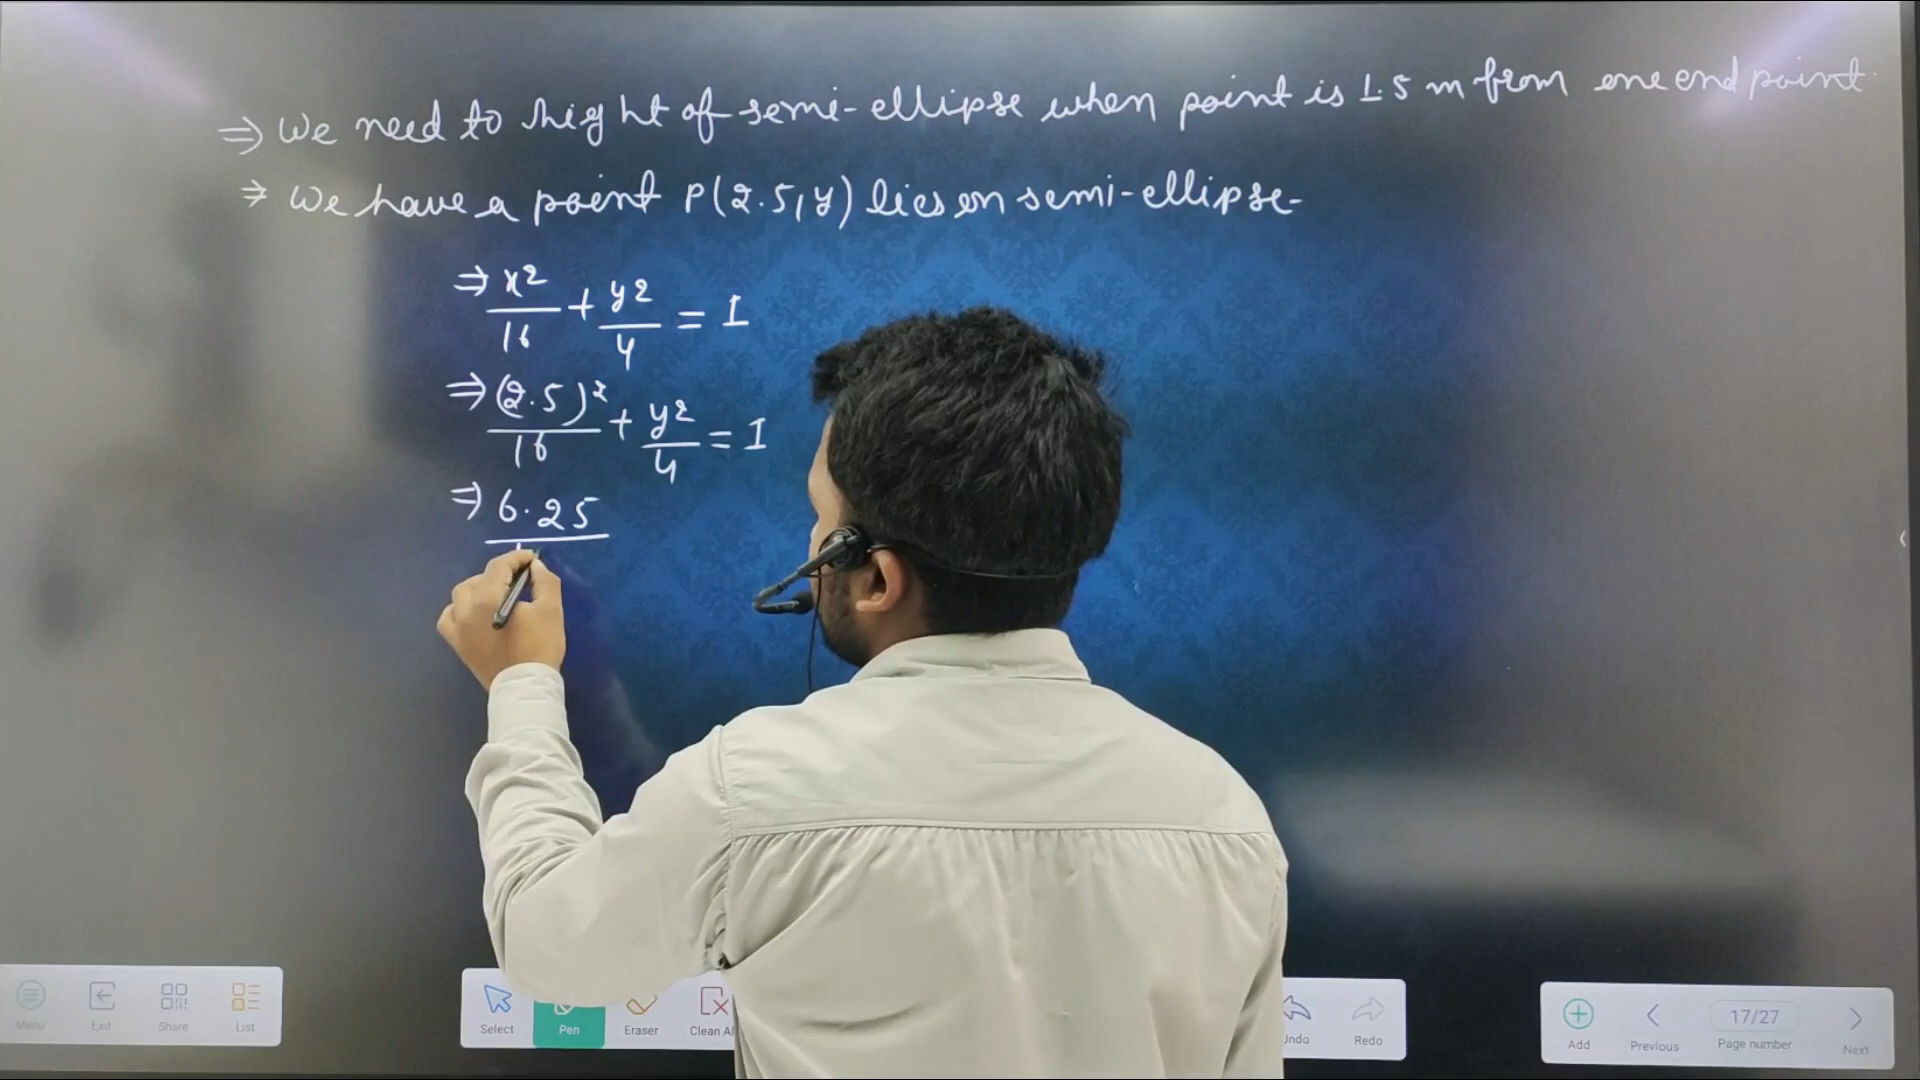 ⇒ We need to hight of semi-ellipse when point is 1.5 m from one end point.
⇒ We have a point P(2.5, y) lies on semi-ellipse-
⇒ x²/16 + y²/4 = 1
⇒ (2.5)²/16 + y²/4 = 1
⇒ 6.25
Menu Exit Share List
Select Pen Eraser Clean Undo Redo
Add Previous 17/27 Page number Next